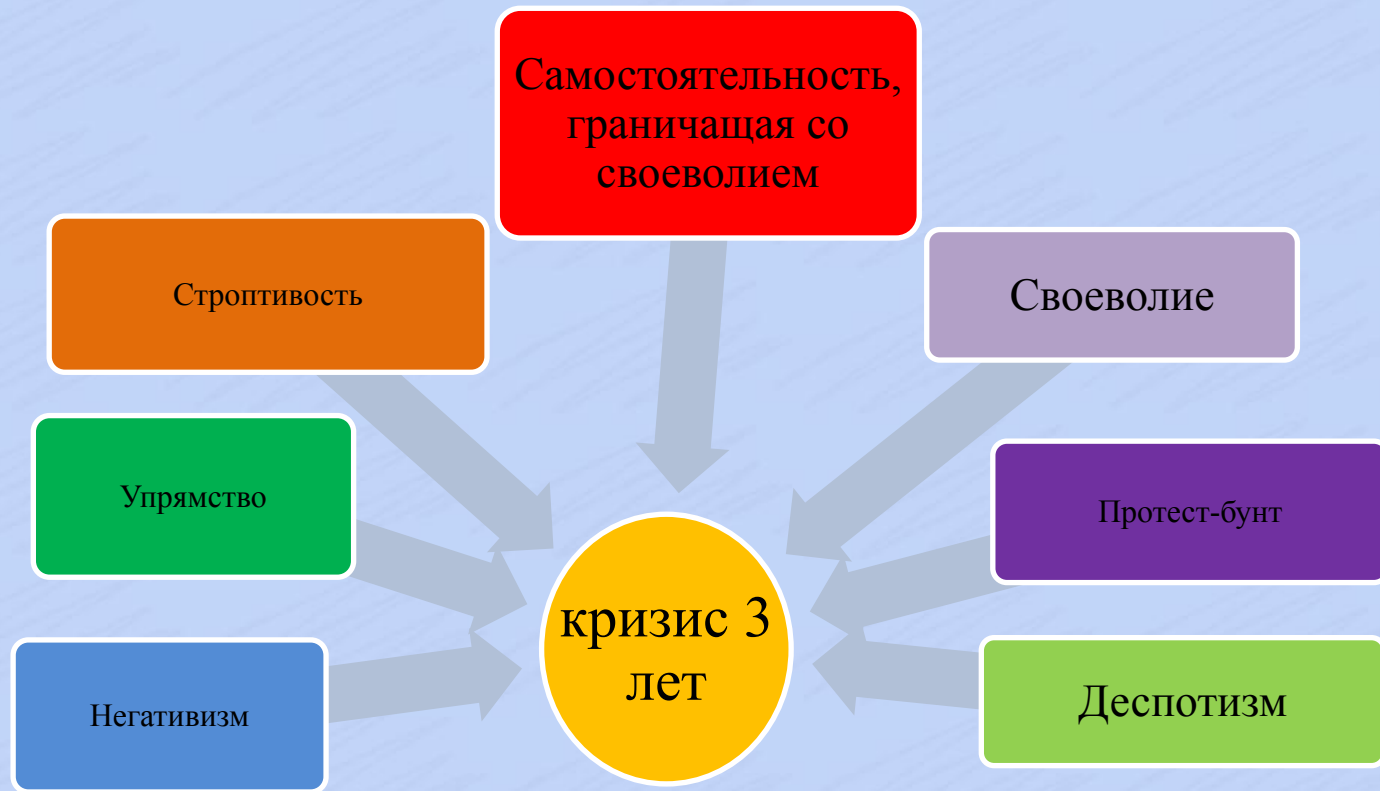 Самостоятельность,
граничащая со
своеволием
Строптивость
Своеволие
Упрямство
Протест-бунт
кризис 3
лет
Негативизм
Деспотизм